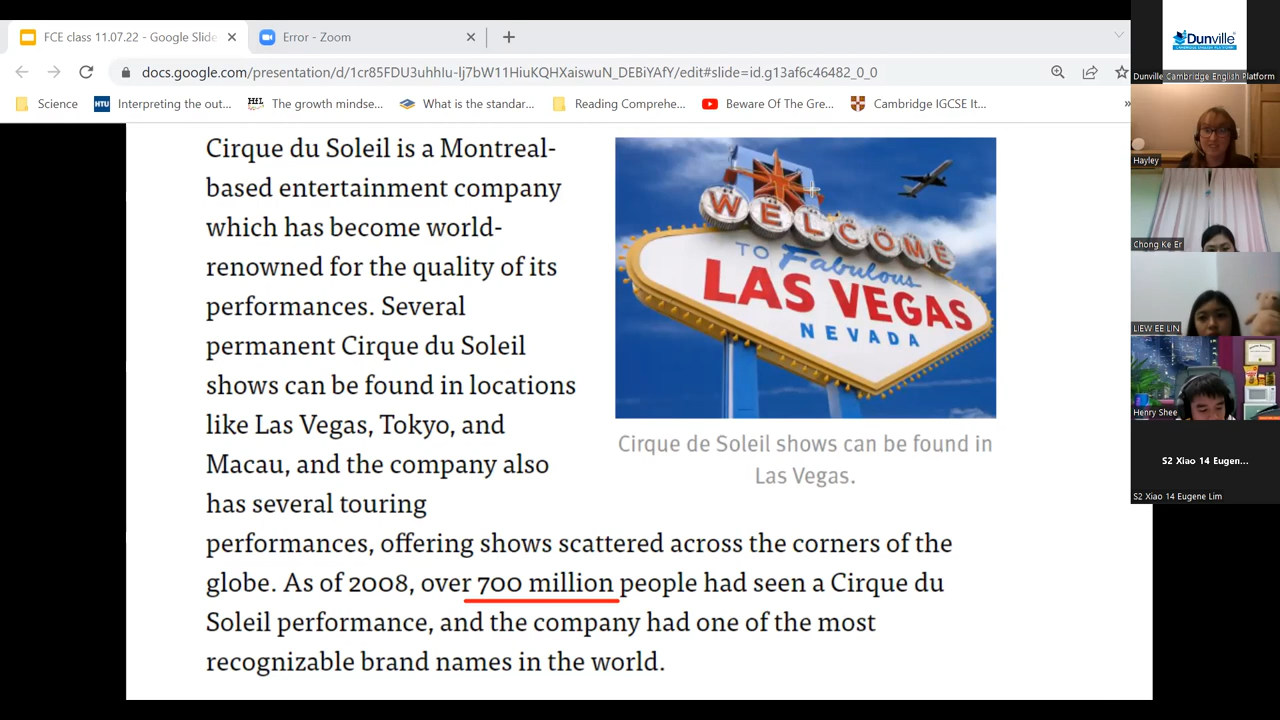 FCE class 11.07.22 - Google Slide
Error - Zoom
docs.google.com/presentation/d/1cr85FDU3uhhIu-lj7bW11HiuKQHXaiswuN_DEBiYAfY/edit#slide=id.g13af6c46482_0_0
Science
HTU Interpreting the out...
HfL The growth mindse...
What is the standar...
Reading Comprehe...
Beware Of The Gre...
Cambridge IGCSE It...
»
Cirque du Soleil is a Montreal-
based entertainment company
which has become world-
renowned for the quality of its
performances. Several
permanent Cirque du Soleil
shows can be found in locations
like Las Vegas, Tokyo, and
Macau, and the company also
has several touring
performances, offering shows scattered across the corners of the
globe. As of 2008, over 700 million people had seen a Cirque du
Soleil performance, and the company had one of the most
recognizable brand names in the world.
WELCOME
TO Fabulous
LAS VEGAS
NEVADA
Cirque de Soleil shows can be found in
Las Vegas.
Dunville
CAMBRIDGE ENGLISH PLATFORM
Dunville Cambridge English Platform
Hayley
Chong Ke Er
LIEW EE LIN
Henry Shee
S2 Xiao 14 Eugen...
S2 Xiao 14 Eugene Lim